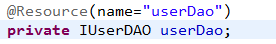 @Resource(name="userDao")
private IUserDAO userDao;